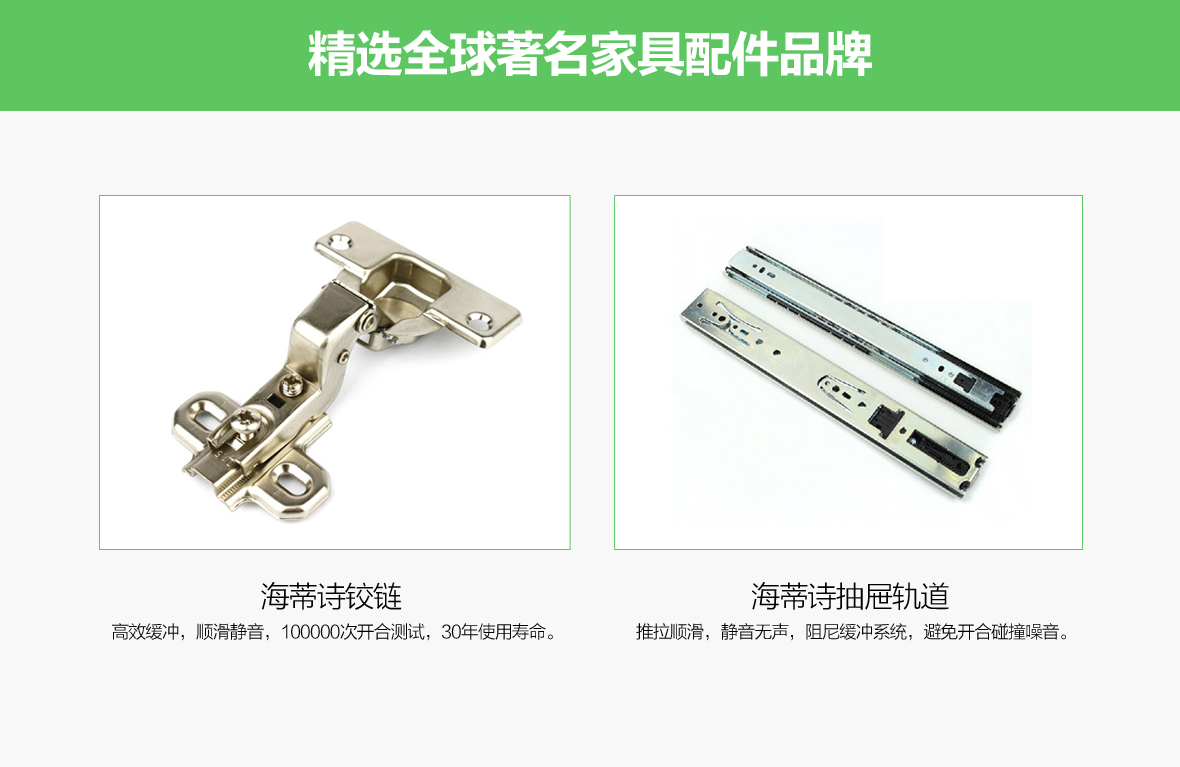 精选全球著名家具配件品牌
海蒂诗铰链
高效缓冲，顺滑静音，100000次开合测试，30年使用寿命。
海蒂诗抽屉轨道
推拉顺滑，静音无声，阻尼缓冲系统，避免开合碰撞噪音。